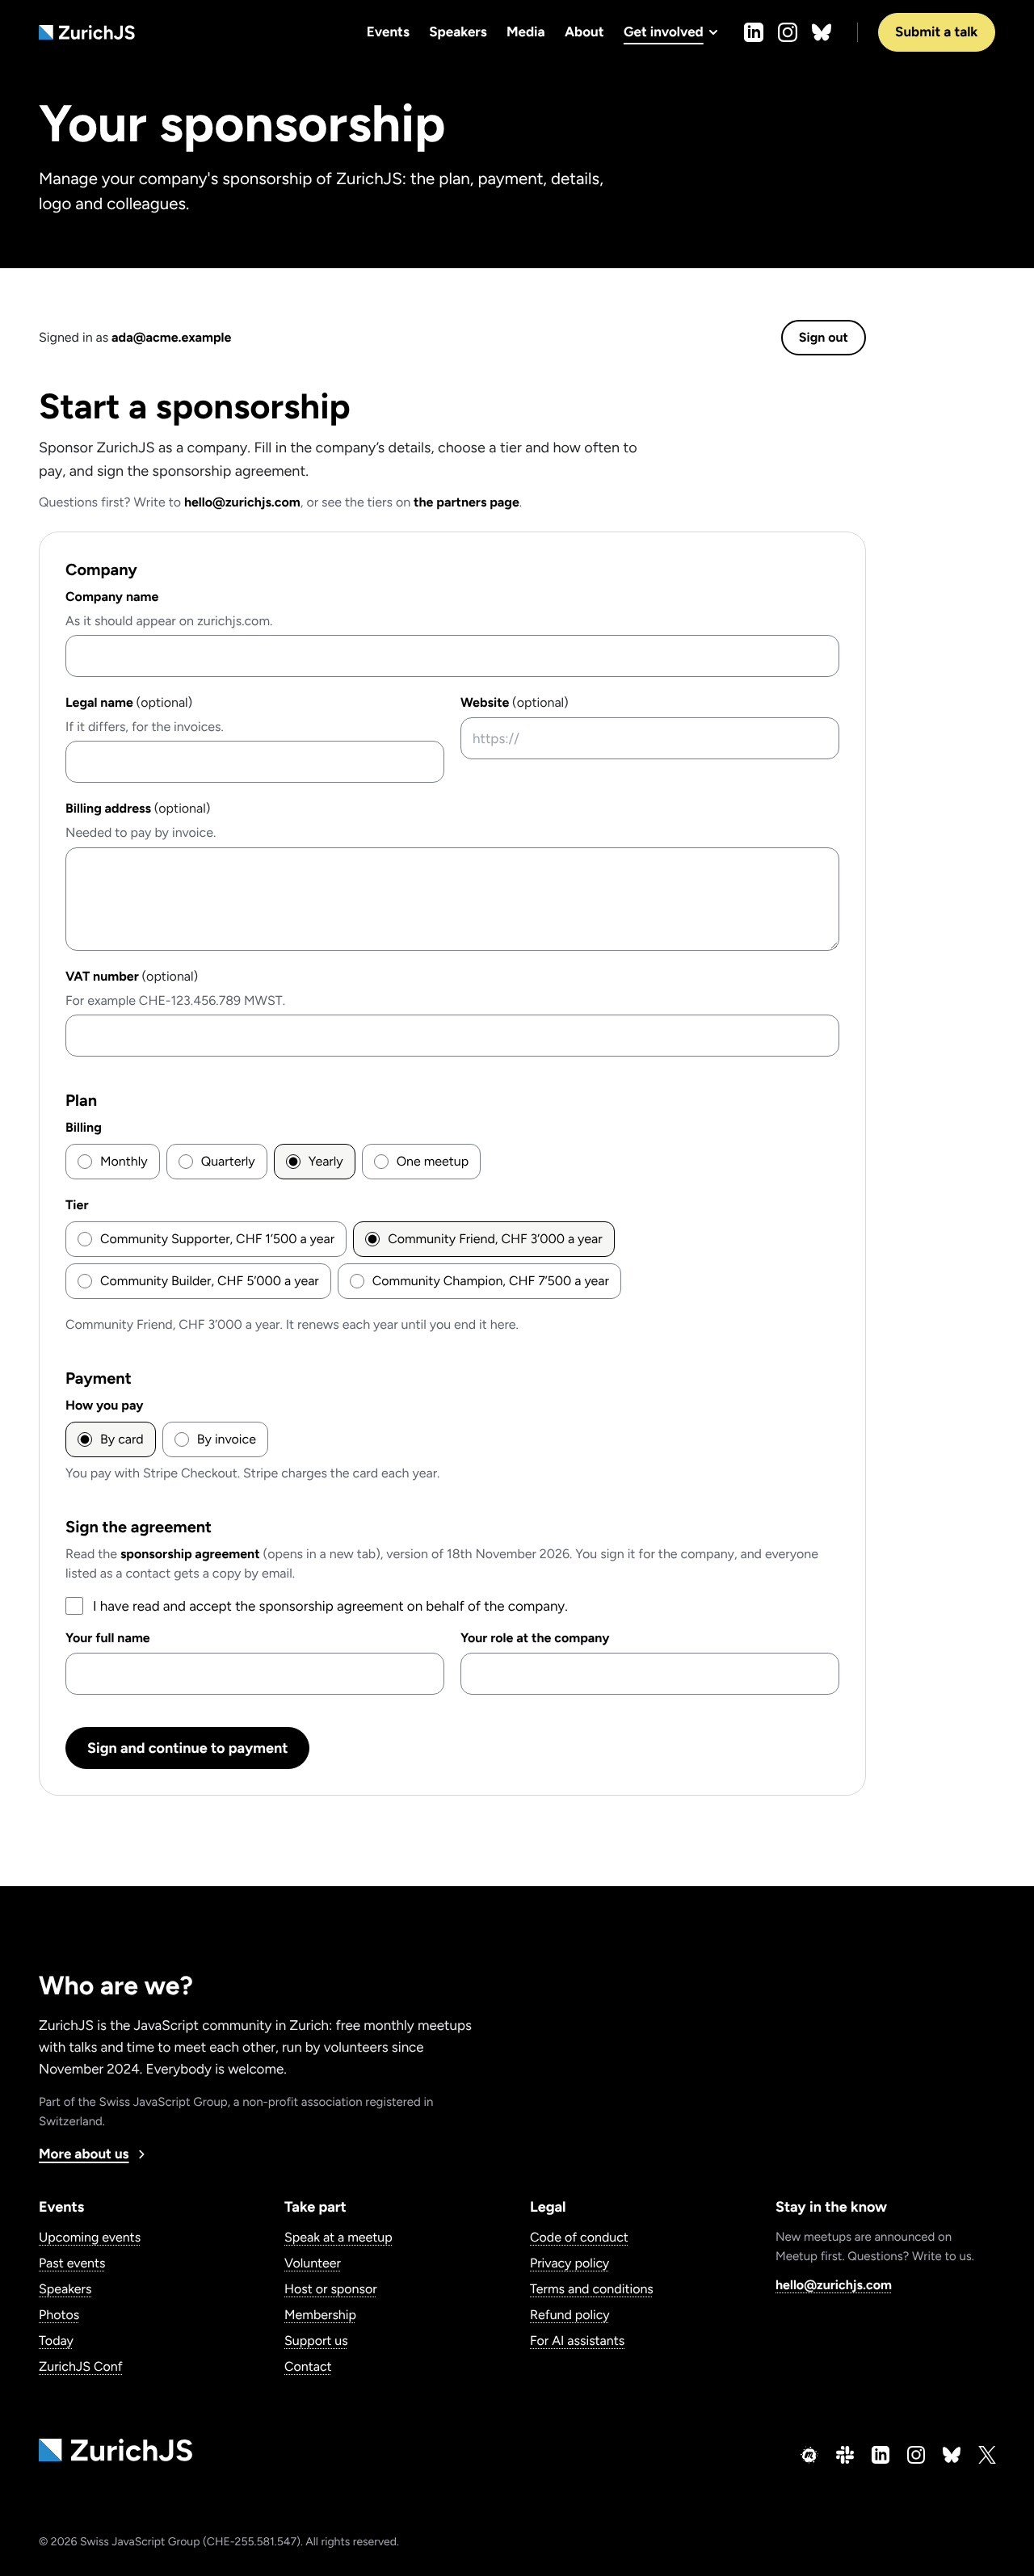 ZurichJS
Events
Speakers
Media
About
Get involved
Submit a talk
Your sponsorship
Manage your company's sponsorship of ZurichJS: the plan, payment, details,
logo and colleagues.
Signed in as ada@acme.example
Sign out
Start a sponsorship
Sponsor ZurichJS as a company. Fill in the company’s details, choose a tier and how often to
pay, and sign the sponsorship agreement.
Questions first? Write to hello@zurichjs.com, or see the tiers on the partners page.
Company
Company name
As it should appear on zurichjs.com.
Legal name (optional)
If it differs, for the invoices.
Website (optional)
https://
Billing address (optional)
Needed to pay by invoice.
VAT number (optional)
For example CHE-123.456.789 MWST.
Plan
Billing
Monthly
Quarterly
Yearly
One meetup
Tier
Community Supporter, CHF 1’500 a year
Community Friend, CHF 3’000 a year
Community Builder, CHF 5’000 a year
Community Champion, CHF 7’500 a year
Community Friend, CHF 3’000 a year. It renews each year until you end it here.
Payment
How you pay
By card
By invoice
You pay with Stripe Checkout. Stripe charges the card each year.
Sign the agreement
Read the sponsorship agreement (opens in a new tab), version of 18th November 2026. You sign it for the company, and everyone
listed as a contact gets a copy by email.
I have read and accept the sponsorship agreement on behalf of the company.
Your full name
Your role at the company
Sign and continue to payment
Who are we?
ZurichJS is the JavaScript community in Zurich: free monthly meetups
with talks and time to meet each other, run by volunteers since
November 2024. Everybody is welcome.
Part of the Swiss JavaScript Group, a non-profit association registered in
Switzerland.
More about us
Events
Upcoming events
Past events
Speakers
Photos
Today
ZurichJS Conf
Take part
Speak at a meetup
Volunteer
Host or sponsor
Membership
Support us
Contact
Legal
Code of conduct
Privacy policy
Terms and conditions
Refund policy
For AI assistants
Stay in the know
New meetups are announced on
Meetup first. Questions? Write to us.
hello@zurichjs.com
ZurichJS
© 2026 Swiss JavaScript Group (CHE-255.581.547). All rights reserved.